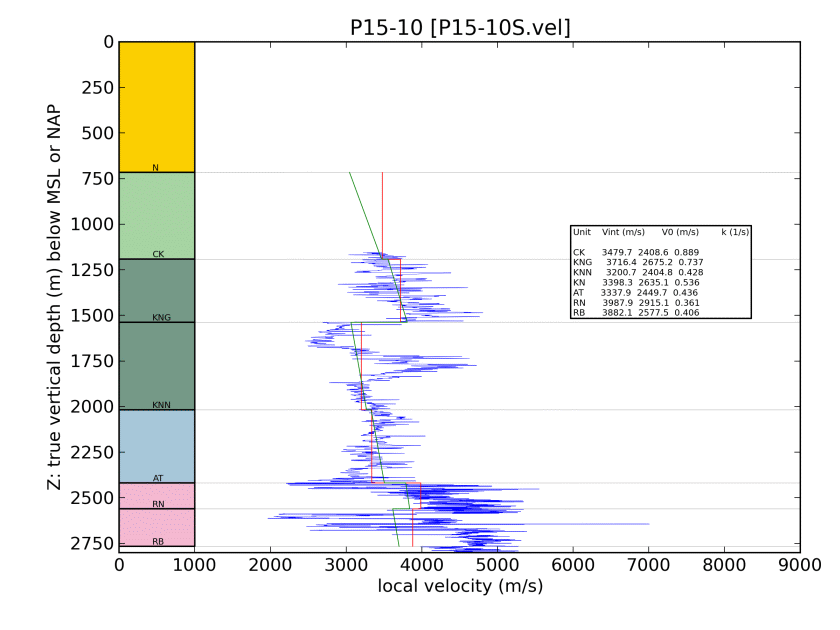 P15-10 [P15-10S.vel]
0
250
500
750
1000
1250
1500
1750
2000
2250
2500
2750
Z: true vertical depth (m) below MSL or NAP
N
CK
KNG
KNN
AT
RN
RB
Unit Vint (m/s) V0 (m/s) k (1/s)
CK 3479.7 2408.6 0.889
KNG 3716.4 2675.2 0.737
KNN 3200.7 2404.8 0.428
KN 3398.3 2635.1 0.536
AT 3337.9 2449.7 0.436
RN 3987.9 2915.1 0.361
RB 3882.1 2577.5 0.406
0 1000 2000 3000 4000 5000 6000 7000 8000 9000
local velocity (m/s)